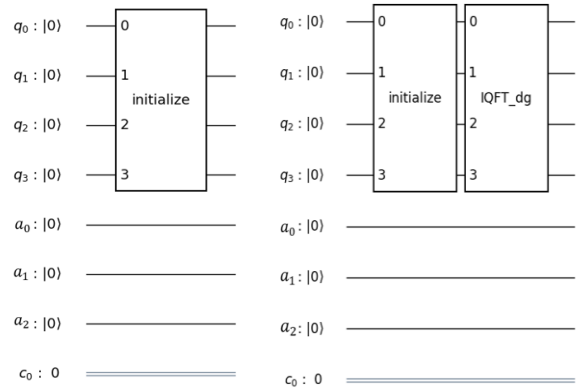 q₀ : |0⟩ 0
q₁ : |0⟩ 1
initialize
q₂ : |0⟩ 2
q₃ : |0⟩ 3
a₀ : |0⟩
a₁ : |0⟩
a₂ : |0⟩
c₀ : 0
q₀ : |0⟩ 0 0
q₁ : |0⟩ 1 1
initialize IQFT_dg
q₂ : |0⟩ 2 2
q₃ : |0⟩ 3 3
a₀ : |0⟩
a₁ : |0⟩
a₂: |0⟩
c₀ : 0